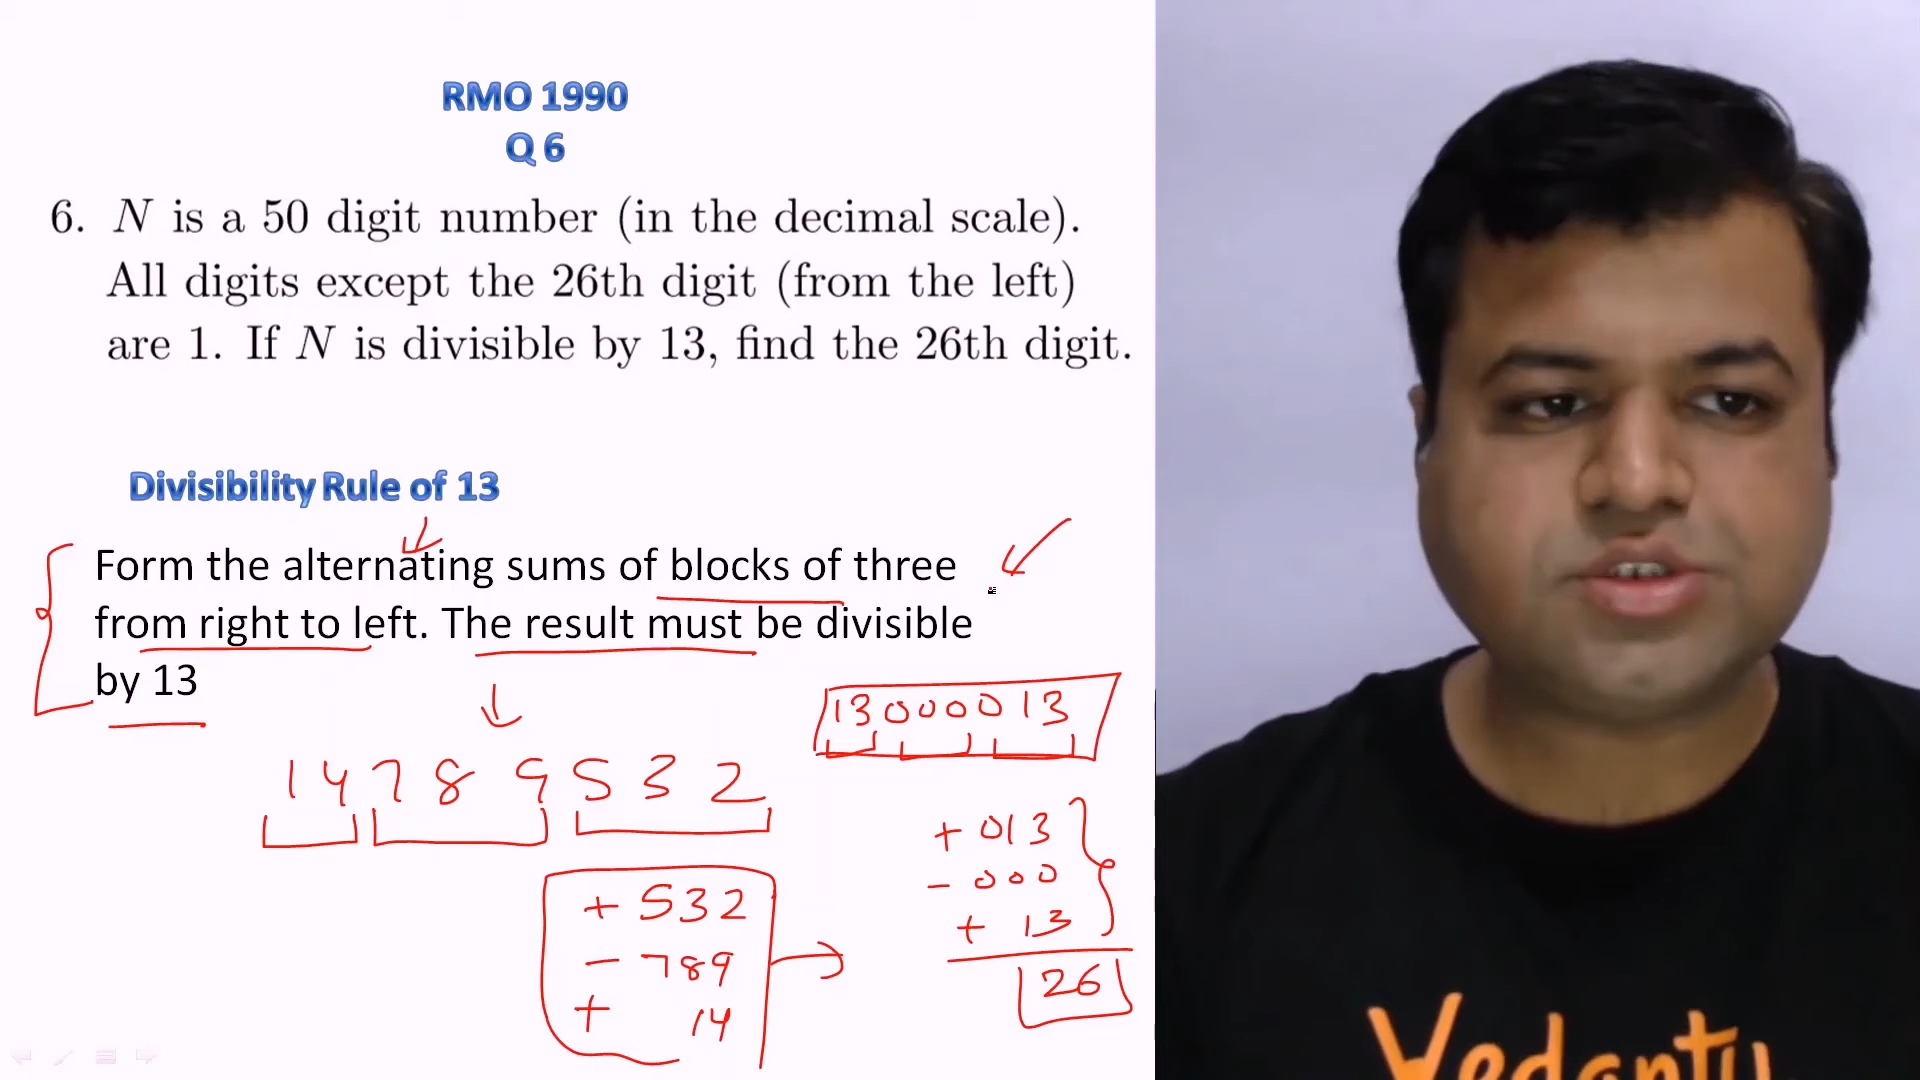 RMO 1990
Q 6
6. N is a 50 digit number (in the decimal scale).
All digits except the 26th digit (from the left)
are 1. If N is divisible by 13, find the 26th digit.
Divisibility Rule of 13
Form the alternating sums of blocks of three
from right to left. The result must be divisible
by 13
13000013
14789532
+ 013
- 000
+ 13
26
+ 532
- 789
+ 14
Vedantu